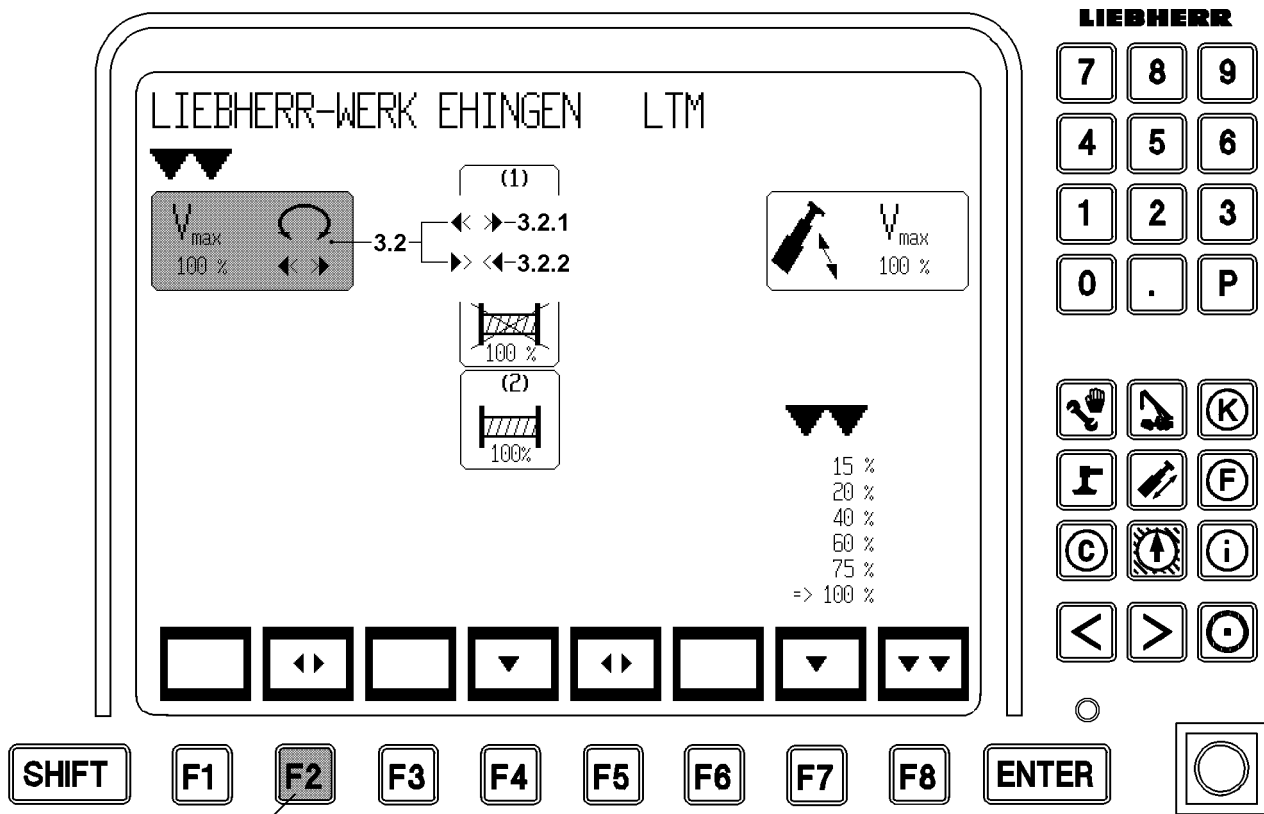 LIEBHERR
LIEBHERR-WERK EHINGEN LTM
Vmax
100 %
3.2
(1)
3.2.1
3.2.2
100 %
(2)
100%
Vmax
100 %
15 %
20 %
40 %
60 %
75 %
=> 100 %
7 8 9
4 5 6
1 2 3
0 . P
K
F
C i
< >
SHIFT F1 F2 F3 F4 F5 F6 F7 F8 ENTER